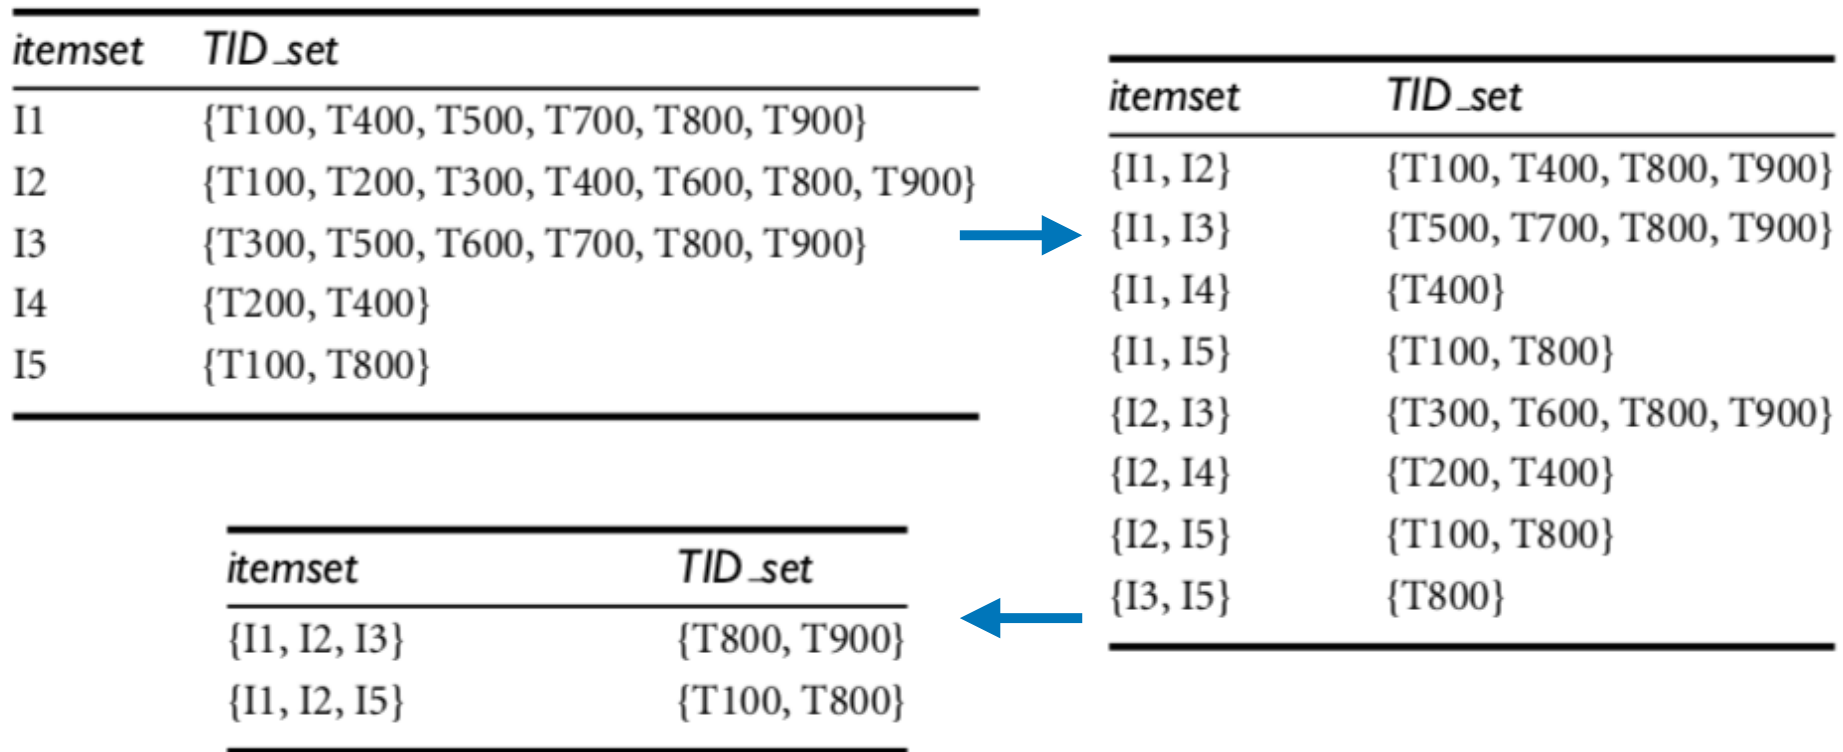 itemset TID_set
I1 {T100, T400, T500, T700, T800, T900}
I2 {T100, T200, T300, T400, T600, T800, T900}
I3 {T300, T500, T600, T700, T800, T900}
I4 {T200, T400}
I5 {T100, T800}
itemset TID_set
{I1, I2} {T100, T400, T800, T900}
{I1, I3} {T500, T700, T800, T900}
{I1, I4} {T400}
{I1, I5} {T100, T800}
{I2, I3} {T300, T600, T800, T900}
{I2, I4} {T200, T400}
{I2, I5} {T100, T800}
{I3, I5} {T800}
itemset TID_set
{I1, I2, I3} {T800, T900}
{I1, I2, I5} {T100, T800}